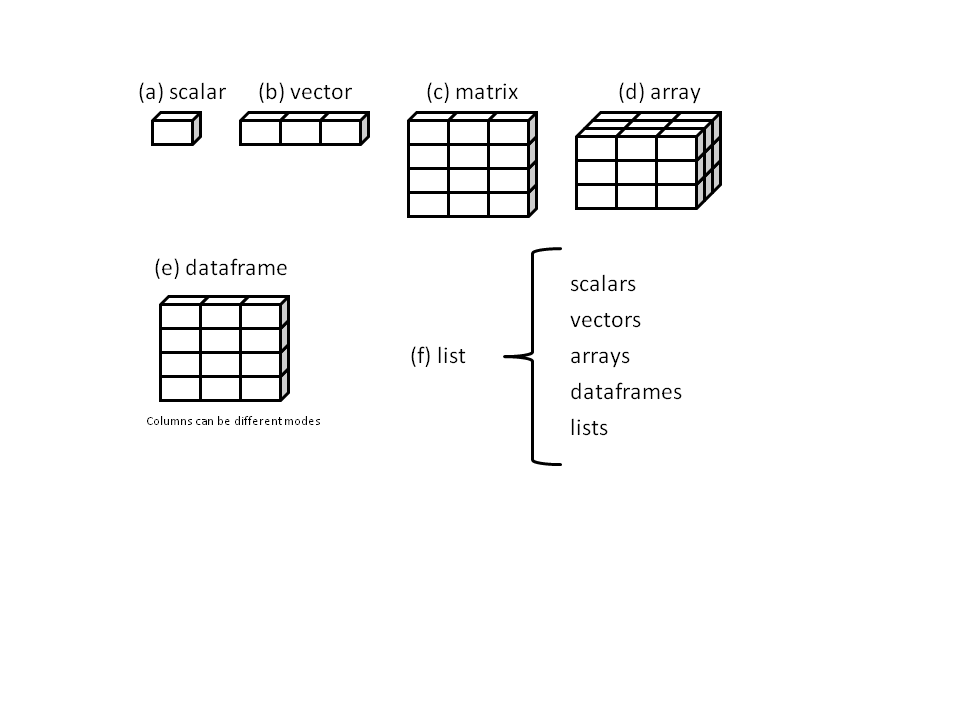 (a) scalar
(b) vector
(c) matrix
(d) array
(e) dataframe
Columns can be different modes
(f) list
scalars
vectors
arrays
dataframes
lists